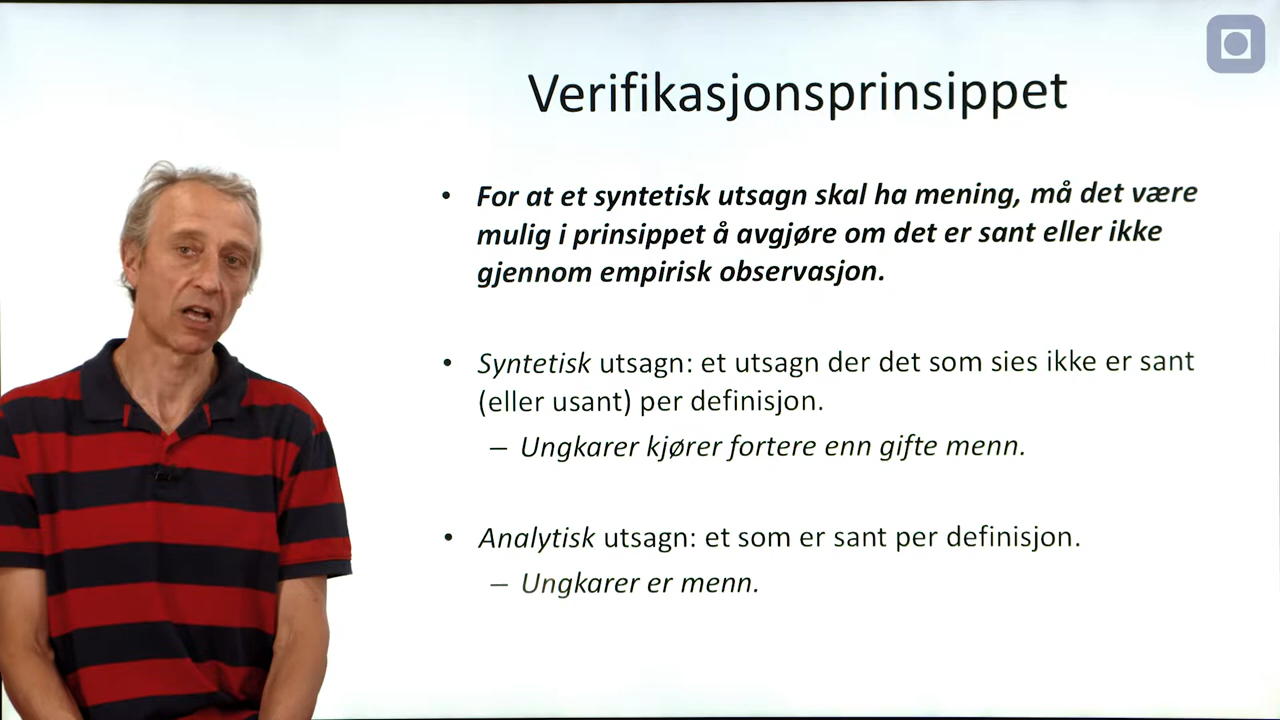 Verifikasjonsprinsippet
• For at et syntetisk utsagn skal ha mening, må det være
mulig i prinsippet å avgjøre om det er sant eller ikke
gjennom empirisk observasjon.
• Syntetisk utsagn: et utsagn der det som sies ikke er sant
(eller usant) per definisjon.
– Ungkarer kjører fortere enn gifte menn.
• Analytisk utsagn: et som er sant per definisjon.
– Ungkarer er menn.